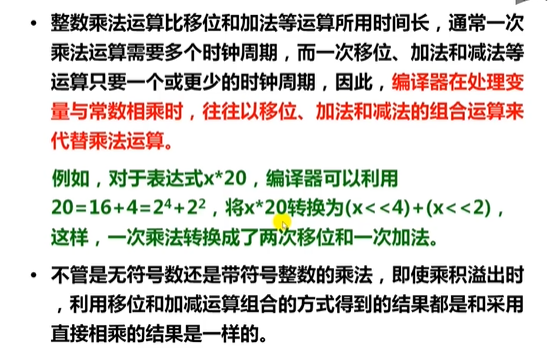 • 整数乘法运算比移位和加法等运算所用时间长，通常一次
乘法运算需要多个时钟周期，而一次移位、加法和减法等
运算只要一个或更少的时钟周期，因此，编译器在处理变
量与常数相乘时，往往以移位、加法和减法的组合运算来
代替乘法运算。
例如，对于表达式x*20，编译器可以利用
20=16+4=2⁴+2²，将x*20转换为(x<<4)+(x<<2)，
这样，一次乘法转换成了两次移位和一次加法。
• 不管是无符号数还是带符号整数的乘法，即使乘积溢出时
，利用移位和加减运算组合的方式得到的结果都是和采用
直接相乘的结果是一样的。